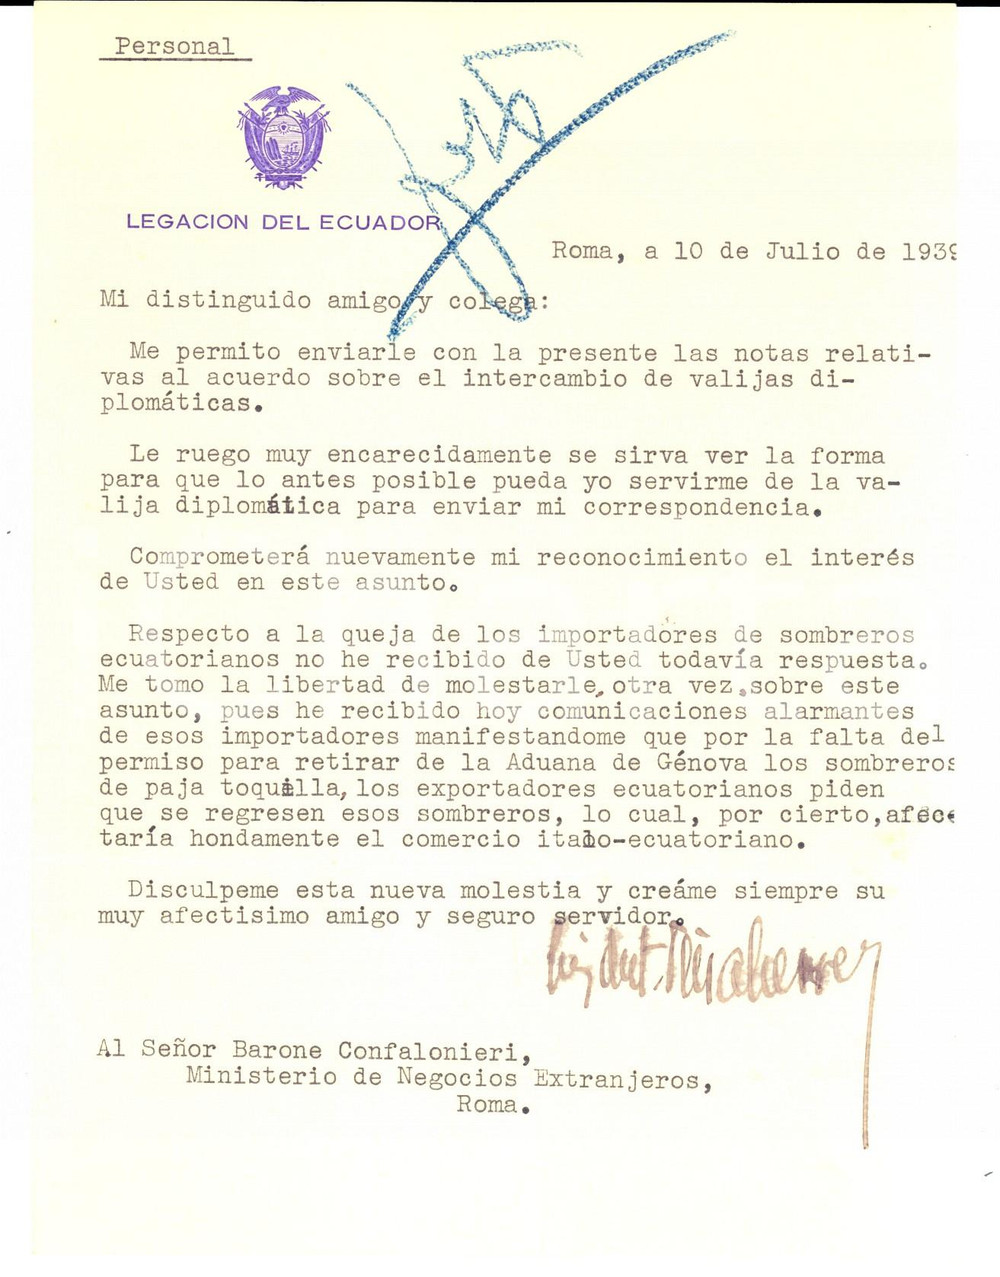 Personal
LEGACION DEL ECUADOR
Roma, a 10 de Julio de 1939
Mi distinguido amigo y colega:
Me permito enviarle con la presente las notas relati-
vas al acuerdo sobre el intercambio de valijas di-
plomáticas.
Le ruego muy encarecidamente se sirva ver la forma
para que lo antes posible pueda yo servirme de la va-
lija diplomática para enviar mi correspondencia.
Comprometerá nuevamente mi reconocimiento el interés
de Usted en este asunto.
Respecto a la queja de los importadores de sombreros
ecuatorianos no he recibido de Usted todavía respuesta.
Me tomo la libertad de molestarle, otra vez, sobre este
asunto, pues he recibido hoy comunicaciones alarmantes
de esos importadores manifestandome que por la falta del
permiso para retirar de la Aduana de Génova los sombreros
de paja toquilla, los exportadores ecuatorianos piden
que se regresen esos sombreros, lo cual, por cierto, afec
taría hondamente el comercio italo-ecuatoriano.
Disculpeme esta nueva molestia y creáme siempre su
muy afectisimo amigo y seguro servidor.
Al Señor Barone Confalonieri,
Ministerio de Negocios Extranjeros,
Roma.